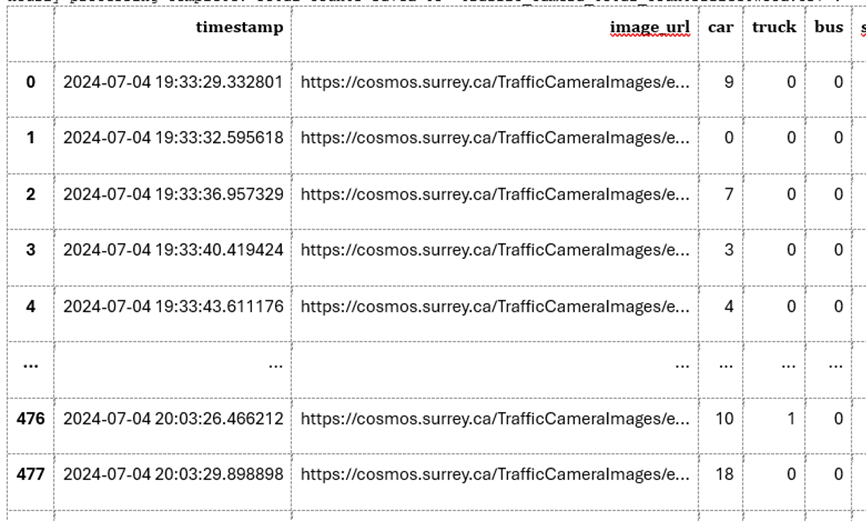 timestamp image_url car truck bus
0 2024-07-04 19:33:29.332801 https://cosmos.surrey.ca/TrafficCameraImages/e... 9 0 0
1 2024-07-04 19:33:32.595618 https://cosmos.surrey.ca/TrafficCameraImages/e... 0 0 0
2 2024-07-04 19:33:36.957329 https://cosmos.surrey.ca/TrafficCameraImages/e... 7 0 0
3 2024-07-04 19:33:40.419424 https://cosmos.surrey.ca/TrafficCameraImages/e... 3 0 0
4 2024-07-04 19:33:43.611176 https://cosmos.surrey.ca/TrafficCameraImages/e... 4 0 0
... ... ... ... ... ...
476 2024-07-04 20:03:26.466212 https://cosmos.surrey.ca/TrafficCameraImages/e... 10 1 0
477 2024-07-04 20:03:29.898898 https://cosmos.surrey.ca/TrafficCameraImages/e... 18 0 0